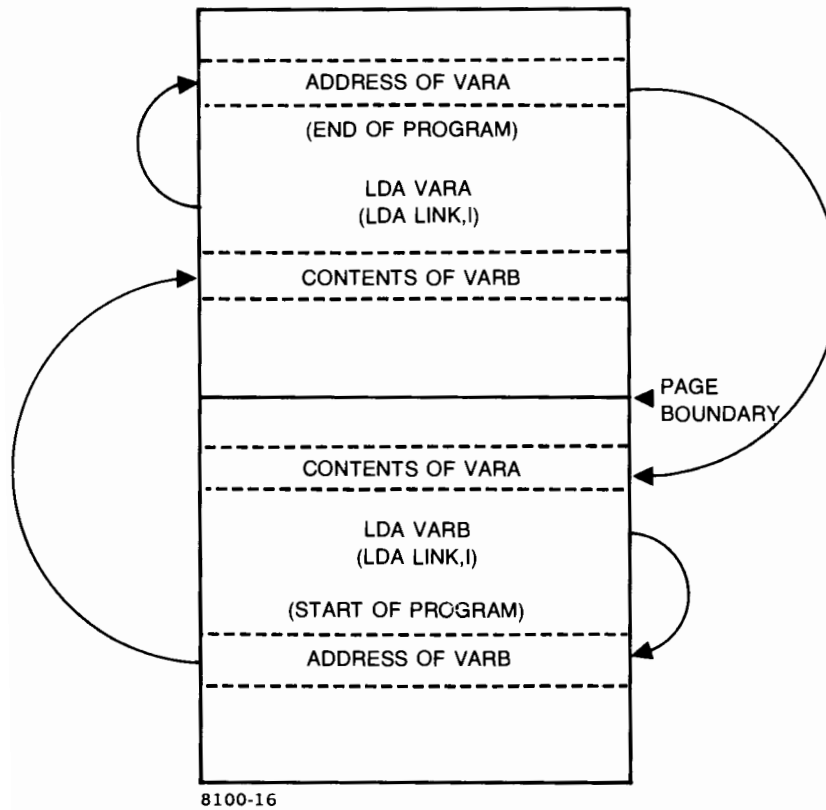 ADDRESS OF VARA
(END OF PROGRAM)
LDA VARA
(LDA LINK,I)
CONTENTS OF VARB
PAGE
BOUNDARY
CONTENTS OF VARA
LDA VARB
(LDA LINK,I)
(START OF PROGRAM)
ADDRESS OF VARB
8100-16